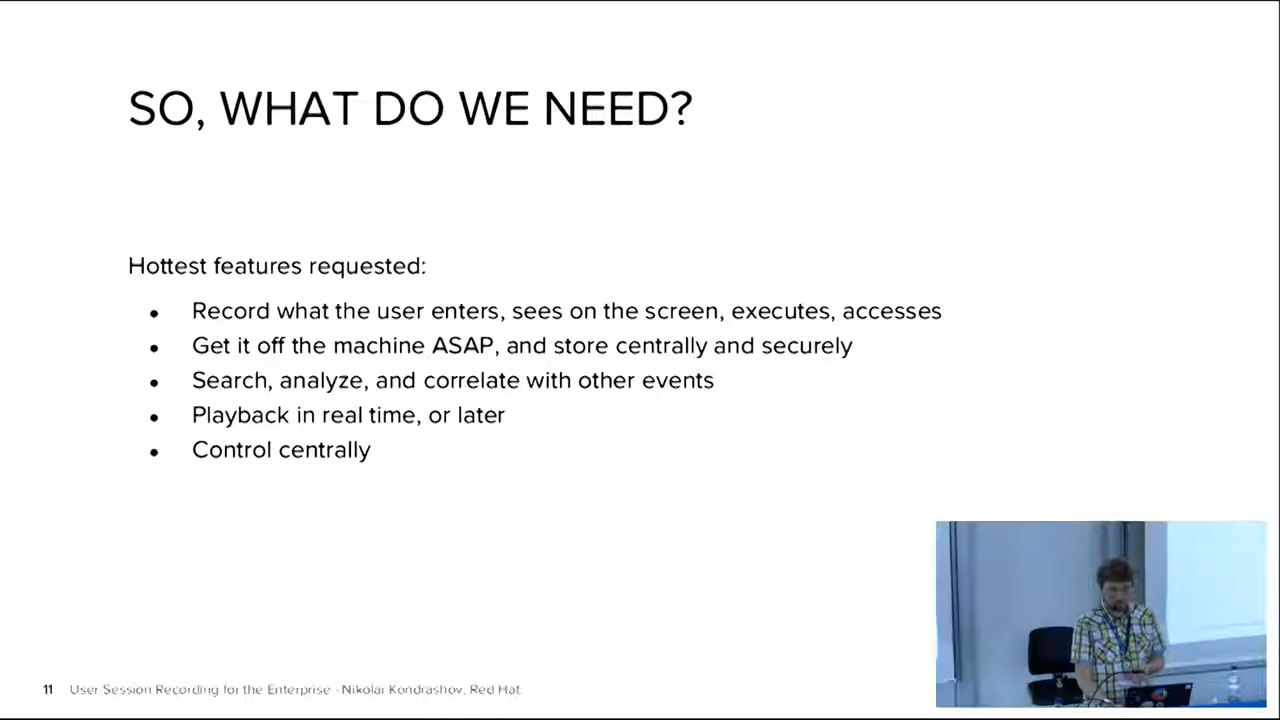 SO, WHAT DO WE NEED?
Hottest features requested:
● Record what the user enters, sees on the screen, executes, accesses
● Get it off the machine ASAP, and store centrally and securely
● Search, analyze, and correlate with other events
● Playback in real time, or later
● Control centrally
11 User Session Recording for the Enterprise - Nikolai Kondrashov, Red Hat